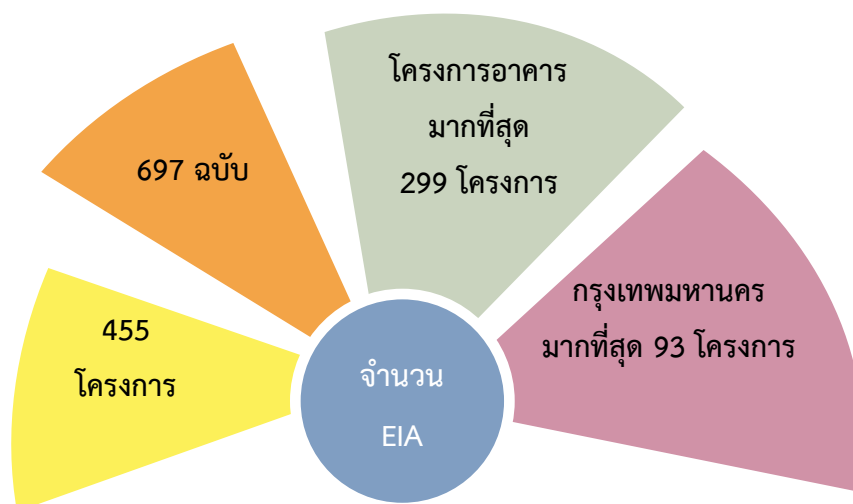 455
โครงการ
697 ฉบับ
โครงการอาคาร
มากที่สุด
299 โครงการ
กรุงเทพมหานคร
มากที่สุด 93 โครงการ
จำนวน
EIA